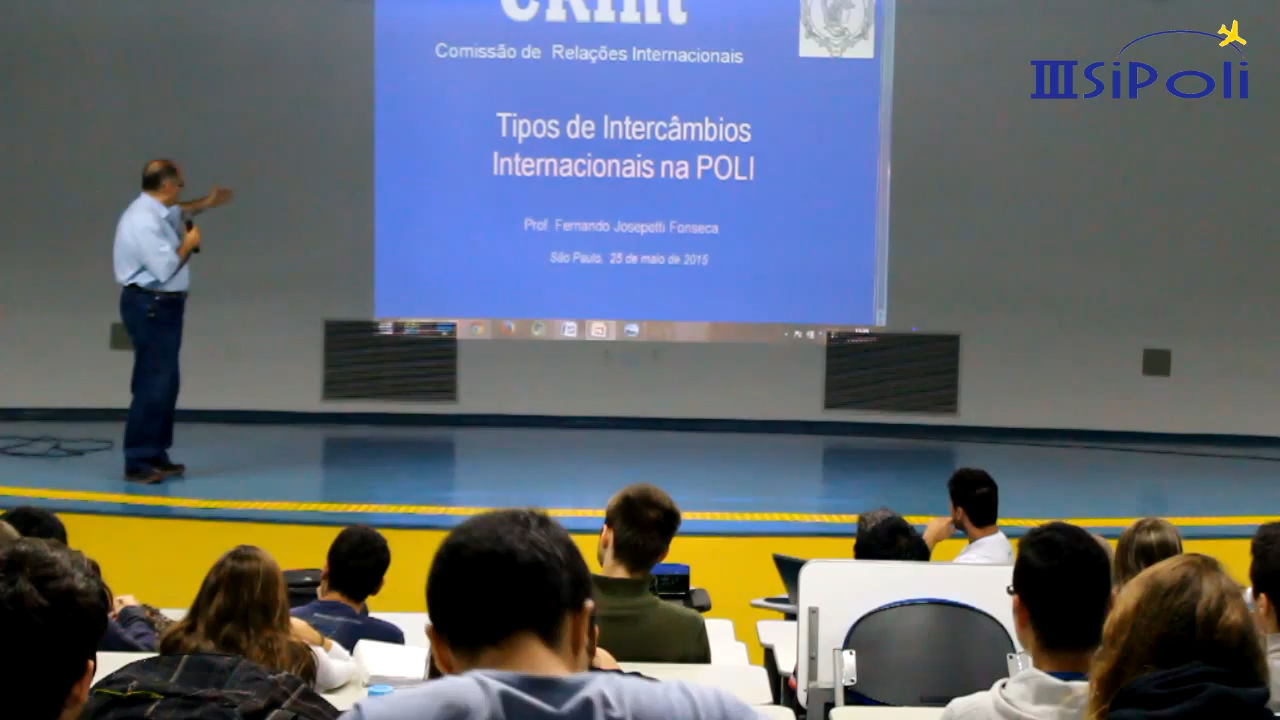 CRInt
IIISiPoli
Comissão de Relações Internacionais
Tipos de Intercâmbios
Internacionais na POLI
Prof. Fernando Josepetti Fonseca
São Paulo, 25 de maio de 2015